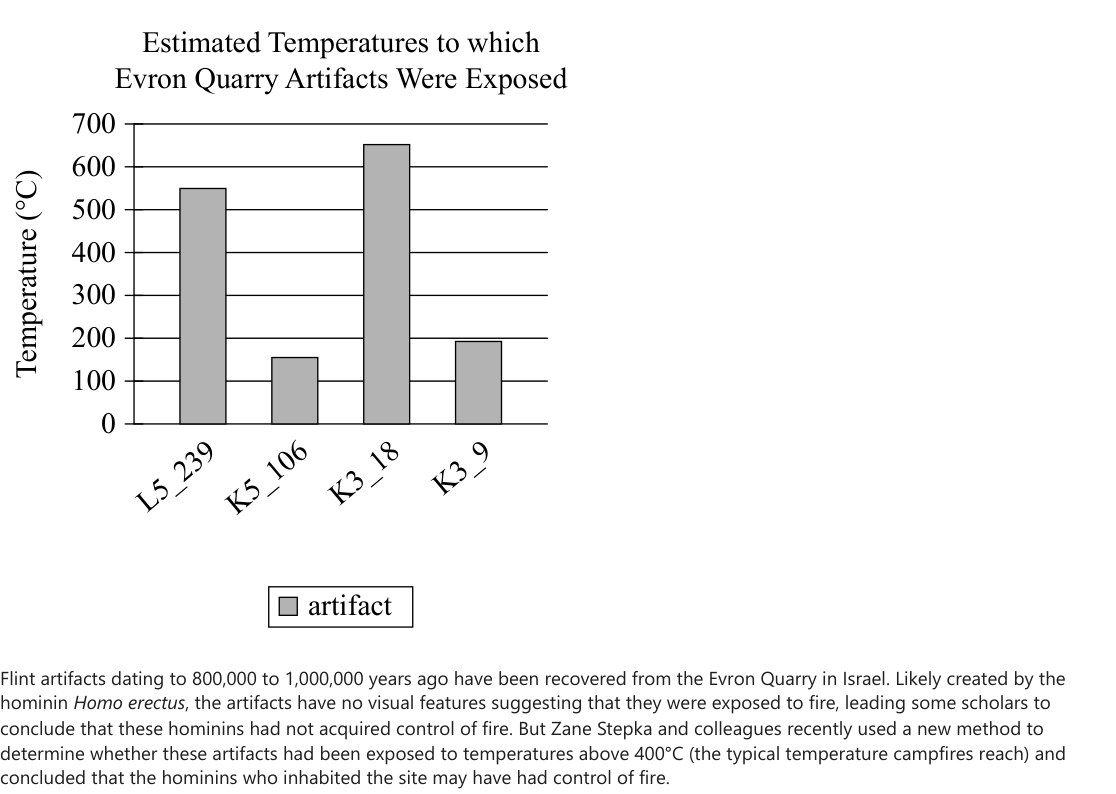 Estimated Temperatures to which
Evron Quarry Artifacts Were Exposed
Temperature (°C)
700
600
500
400
300
200
100
0
L5_239
K5_106
K3_18
K3_9
artifact
Flint artifacts dating to 800,000 to 1,000,000 years ago have been recovered from the Evron Quarry in Israel. Likely created by the
hominin Homo erectus, the artifacts have no visual features suggesting that they were exposed to fire, leading some scholars to
conclude that these hominins had not acquired control of fire. But Zane Stepka and colleagues recently used a new method to
determine whether these artifacts had been exposed to temperatures above 400°C (the typical temperature campfires reach) and
concluded that the hominins who inhabited the site may have had control of fire.